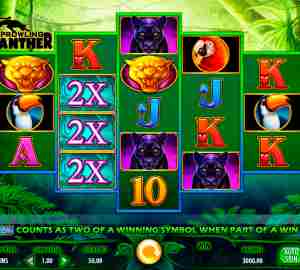 PROWLING
PANTHER
K
J
2X
2X
J
K
2X
A
K
10
COUNTS AS TWO OF A WINNING SYMBOL WHEN PART OF A WIN
WIN
1.00
50.00
3000.00
AUTO
SPIN